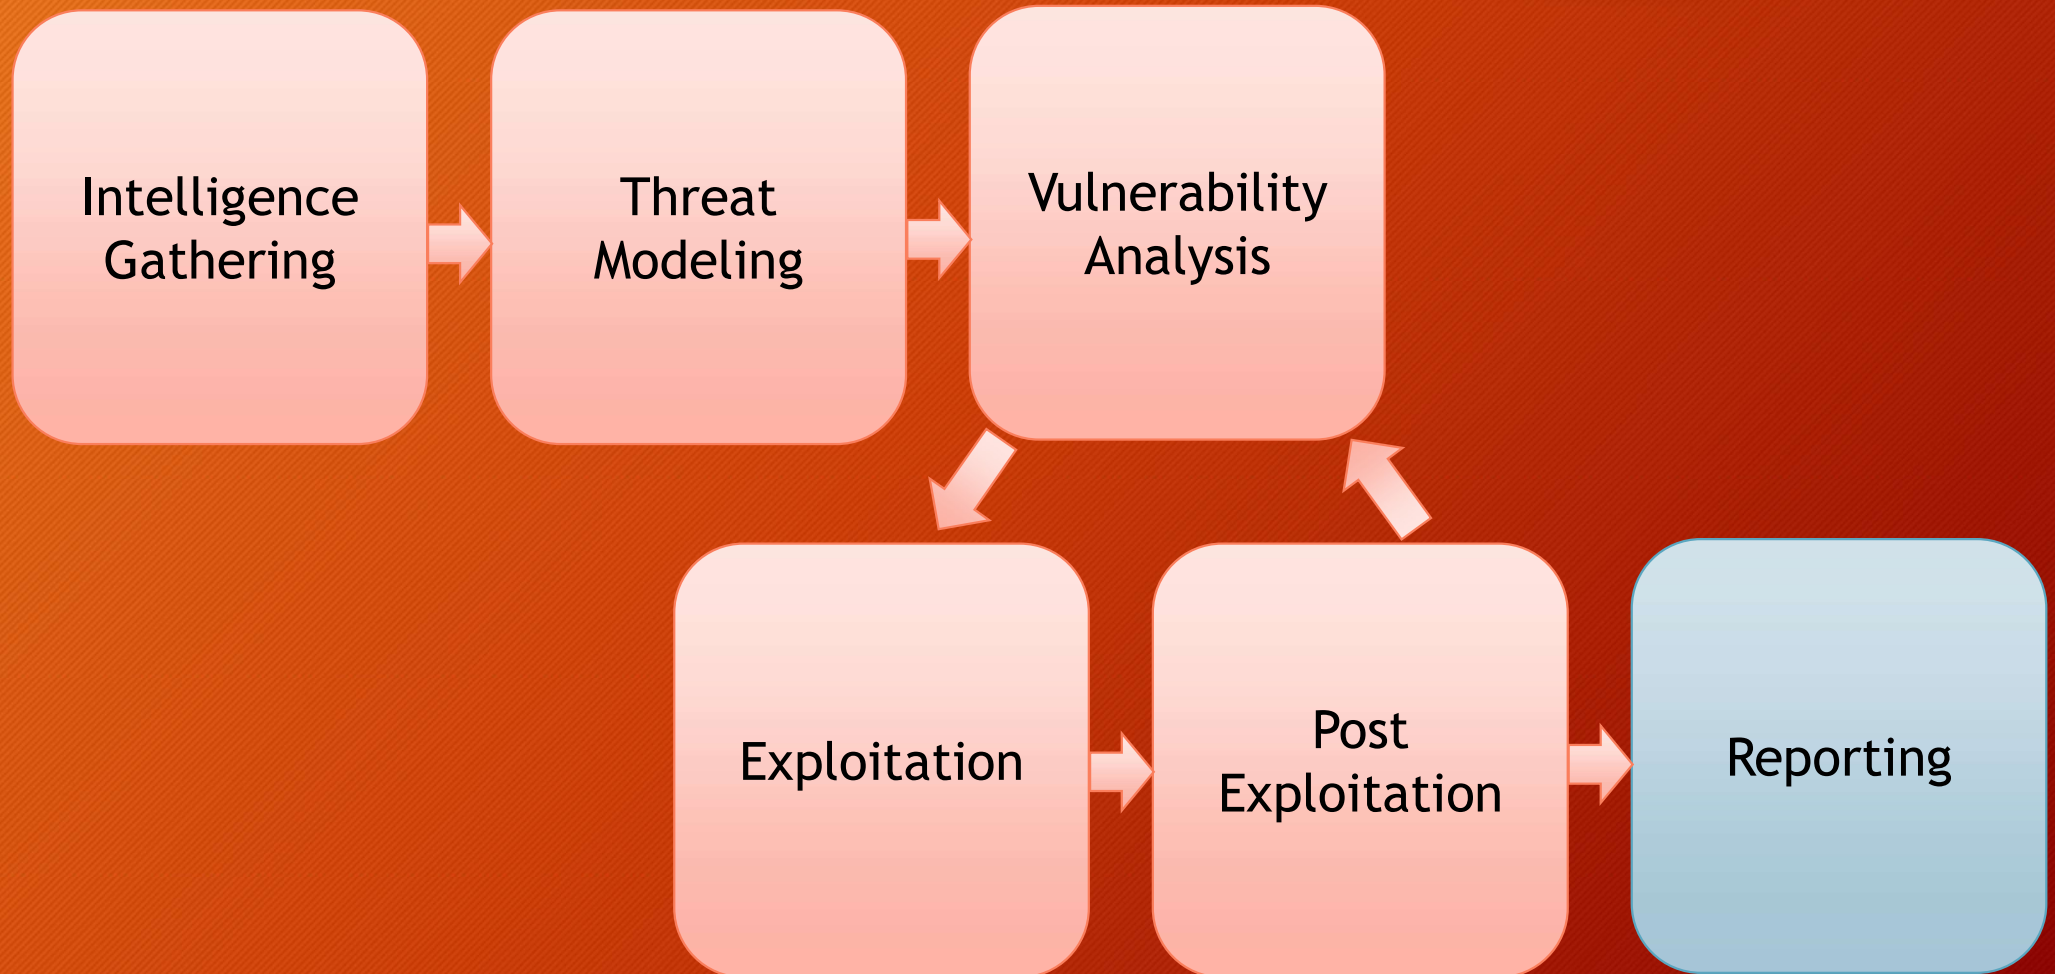 Intelligence
Gathering
Threat
Modeling
Vulnerability
Analysis
Exploitation
Post
Exploitation
Reporting